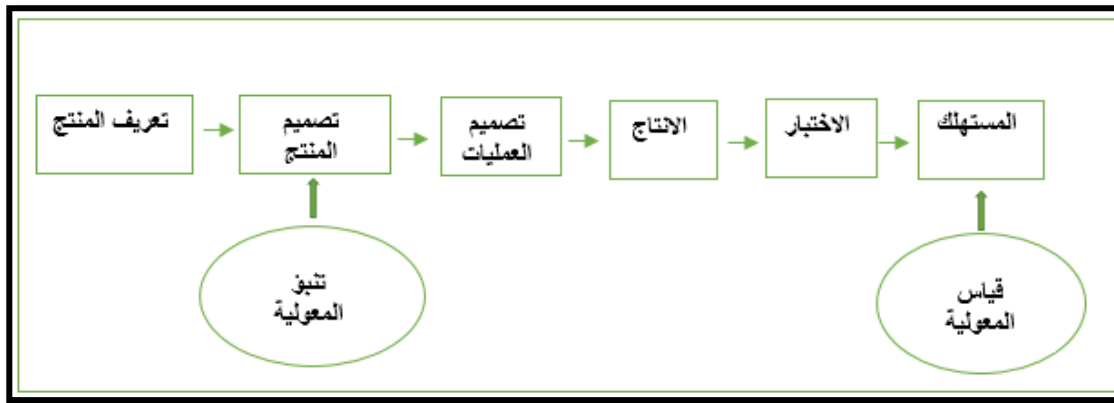 تعريف المنتج
تصميم
المنتج
تصميم
العمليات
الانتاج
الاختبار
المستهلك
تنبؤ
المعولية
قياس
المعولية